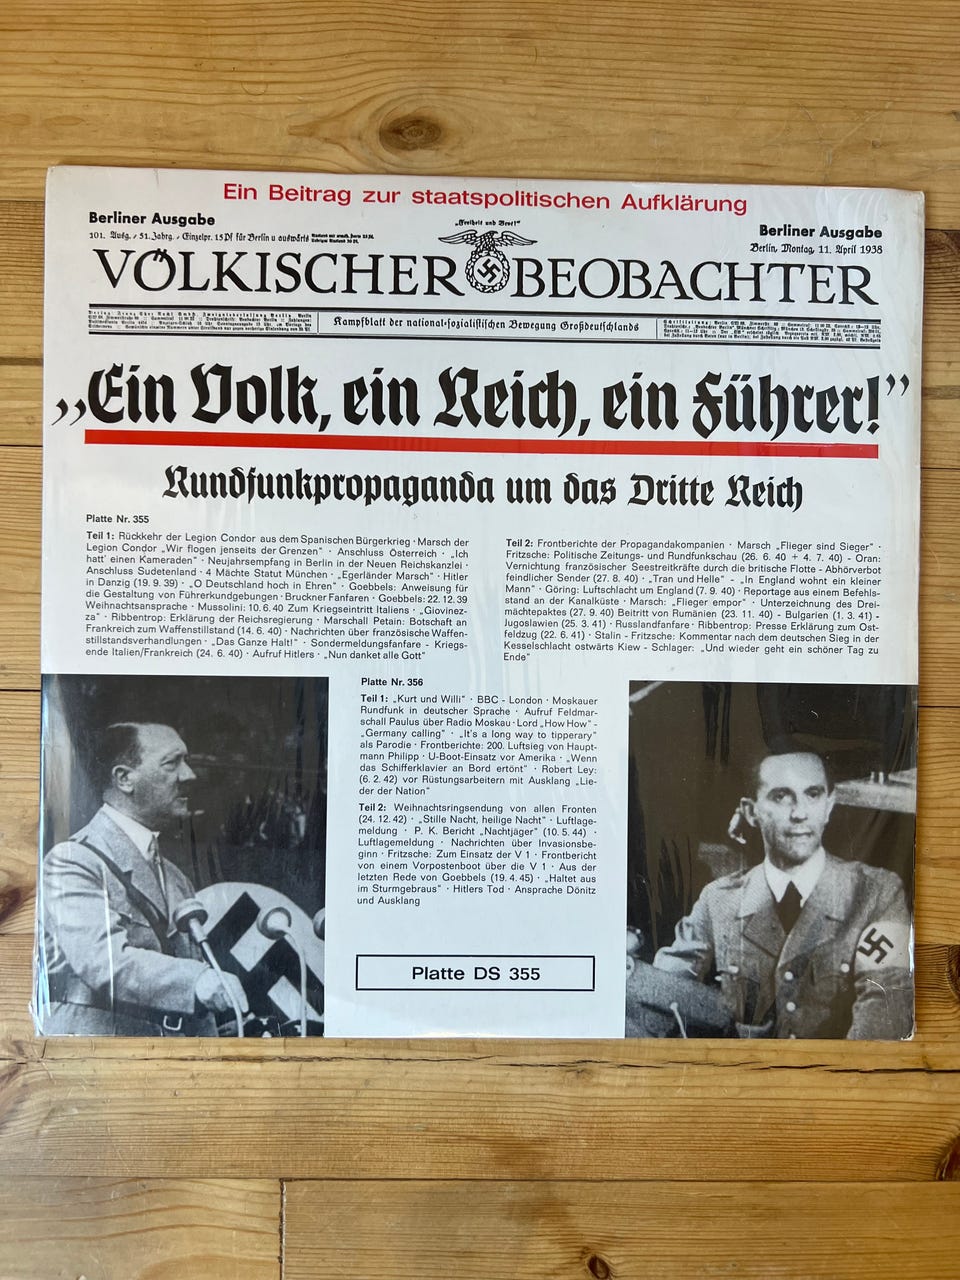 Ein Beitrag zur staatspolitischen Aufklärung
Berliner Ausgabe
101. Ausg. / 51. Jahrg. / Einzelpr. 15 Pf für Berlin u auswärts
„Freiheit und Brot!"
Berliner Ausgabe
Berlin, Montag, 11. April 1938
VÖLKISCHER BEOBACHTER
Kampfblatt der national-sozialistischen Bewegung Großdeutschlands
„Ein Volk, ein Reich, ein Führer!”
Rundfunkpropaganda um das Dritte Reich
Platte Nr. 355
Teil 1: Rückkehr der Legion Condor aus dem Spanischen Bürgerkrieg · Marsch der
Legion Condor „Wir flogen jenseits der Grenzen" · Anschluss Österreich · „Ich
hatt' einen Kameraden" · Neujahrsempfang in Berlin in der Neuen Reichskanzlei ·
Anschluss Sudetenland · 4 Mächte Statut München · „Egerländer Marsch" · Hitler
in Danzig (19. 9. 39) · „O Deutschland hoch in Ehren" · Goebbels: Anweisung für
die Gestaltung von Führerkundgebungen · Bruckner Fanfaren · Goebbels: 22. 12. 39
Weihnachtsansprache · Mussolini: 10. 6. 40 Zum Kriegseintritt Italiens · „Giovinez-
za" · Ribbentrop: Erklärung der Reichsregierung · Marschall Petain: Botschaft an
Frankreich zum Waffenstillstand (14. 6. 40) · Nachrichten über französische Waffen-
stillstandsverhandlungen · „Das Ganze Halt!" · Sondermeldungsfanfare - Kriegs-
ende Italien/Frankreich (24. 6. 40) · Aufruf Hitlers · „Nun danket alle Gott"
Teil 2: Frontberichte der Propagandakompanien · Marsch „Flieger sind Sieger" ·
Fritzsche: Politische Zeitungs- und Rundfunkschau (26. 6. 40 + 4. 7. 40) - Oran:
Vernichtung französischer Seestreitkräfte durch die britische Flotte - Abhörverbot
feindlicher Sender (27. 8. 40) · „Tran und Helle" - „In England wohnt ein kleiner
Mann" · Göring: Luftschlacht um England (7. 9. 40) · Reportage aus einem Befehls-
stand an der Kanalküste · Marsch: „Flieger empor" · Unterzeichnung des Drei-
mächtepaktes (27. 9. 40) Beitritt von Rumänien (23. 11. 40) - Bulgarien (1. 3. 41) -
Jugoslawien (25. 3. 41) · Russlandfanfare · Ribbentrop: Presse Erklärung zum Ost-
feldzug (22. 6. 41) · Stalin - Fritzsche: Kommentar nach dem deutschen Sieg in der
Kesselschlacht ostwärts Kiew - Schlager: „Und wieder geht ein schöner Tag zu
Ende"
Platte Nr. 356
Teil 1: „Kurt und Willi" · BBC - London · Moskauer
Rundfunk in deutscher Sprache · Aufruf Feldmar-
schall Paulus über Radio Moskau · Lord „How How" -
„Germany calling" · „It's a long way to tipperary"
als Parodie · Frontberichte: 200. Luftsieg von Haupt-
mann Philipp · U-Boot-Einsatz vor Amerika · „Wenn
das Schifferklavier an Bord ertönt" · Robert Ley:
(6. 2. 42) vor Rüstungsarbeitern mit Ausklang „Lie-
der der Nation"
Teil 2: Weihnachtsringsendung von allen Fronten
(24. 12. 42) · „Stille Nacht, heilige Nacht" · Luftlage-
meldung · P. K. Bericht „Nachtjäger" (10. 5. 44) ·
Luftlagemeldung · Nachrichten über Invasionsbe-
ginn · Fritzsche: Zum Einsatz der V 1 · Frontbericht
von einem Vorpostenboot über die V 1 · Aus der
letzten Rede von Goebbels (19. 4. 45) · „Haltet aus
im Sturmgebraus" · Hitlers Tod · Ansprache Dönitz
und Ausklang
Platte DS 355